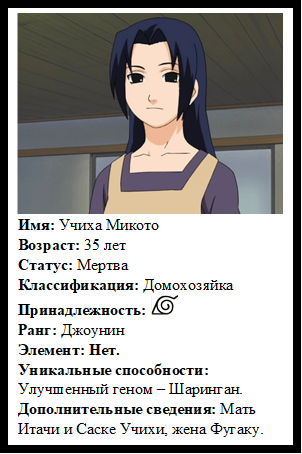 Имя: Учиха Микото
Возраст: 35 лет
Статус: Мертва
Классификация: Домохозяйка
Принадлежность:
Ранг: Джоунин
Элемент: Нет.
Уникальные способности:
Улучшенный геном – Шаринган.
Дополнительные сведения: Мать
Итачи и Саске Учихи, жена Фугаку.